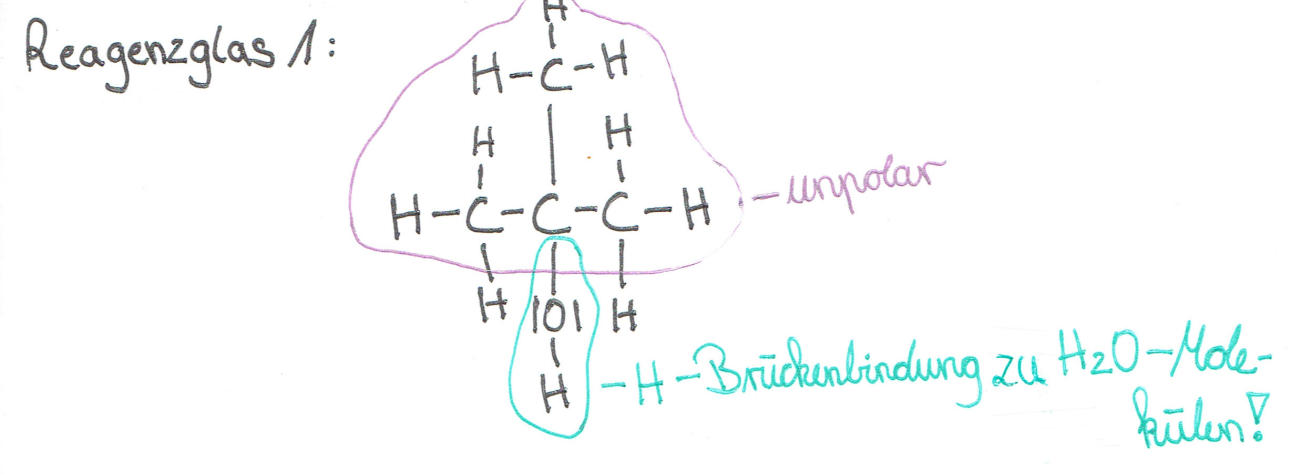 Reagenzglas 1:
H
H-C-H
H H
H-C-C-C-H
-unpolar
H |O| H
H
-H-Brückenbindung zu H2O-Mole-
külen!